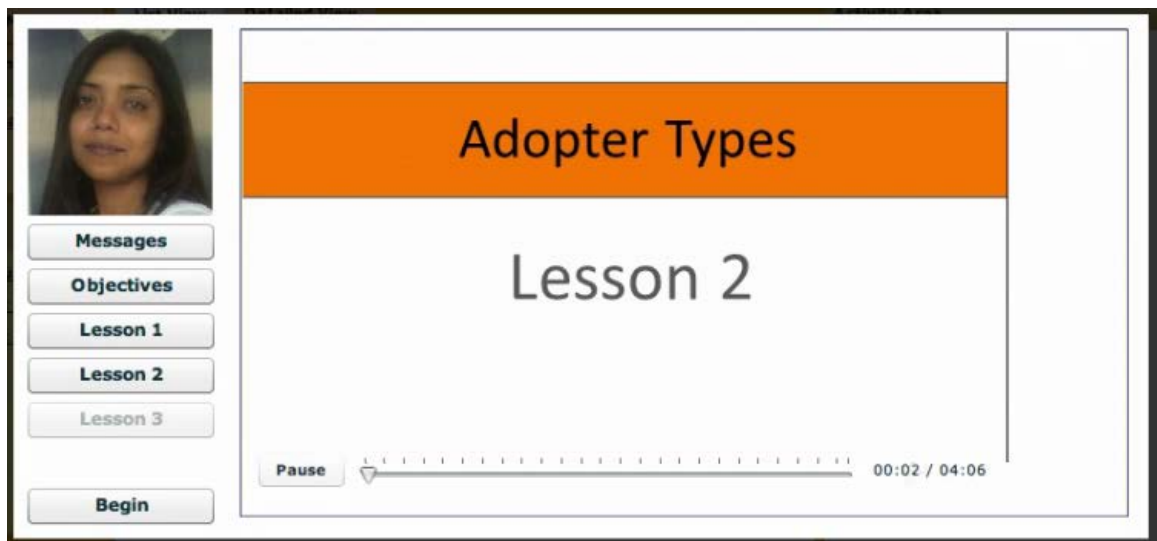 Adopter Types
Lesson 2
Messages
Objectives
Lesson 1
Lesson 2
Lesson 3
Begin
Pause
00:02 / 04:06